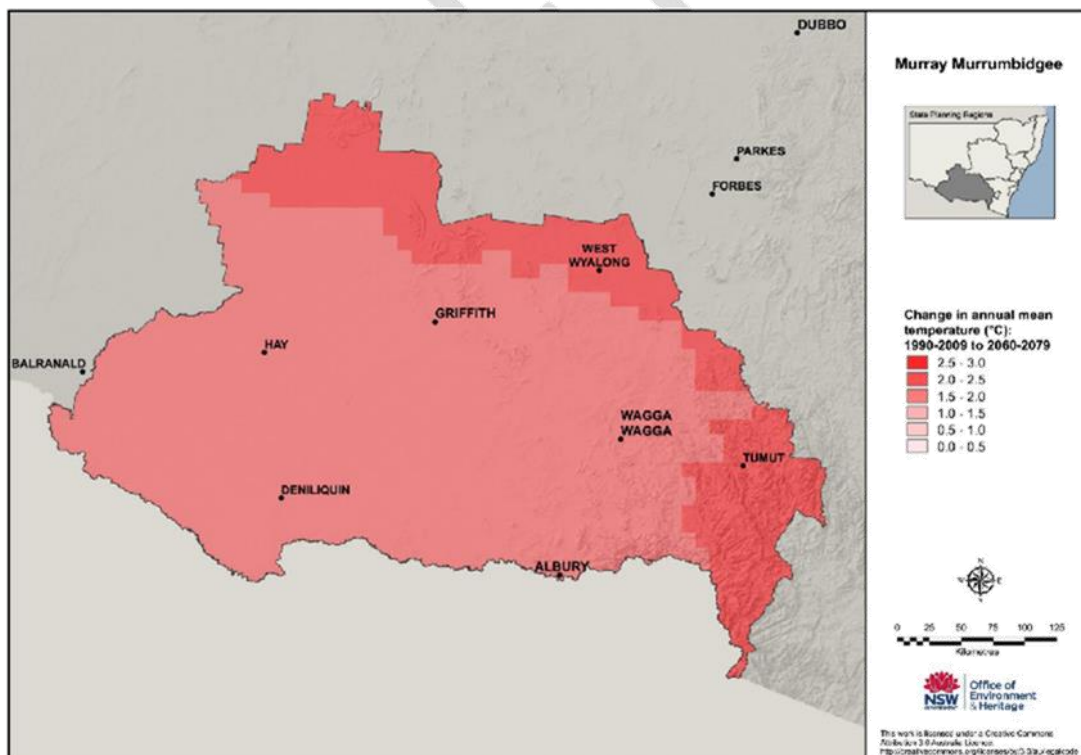 DUBBO
Murray Murrumbidgee
State Planning Regions
PARKES
FORBES
WEST
WYALONG
GRIFFITH
HAY
BALRANALD
Change in annual mean
temperature (°C):
1990-2009 to 2060-2079
2.5 - 3.0
2.0 - 2.5
1.5 - 2.0
1.0 - 1.5
0.5 - 1.0
0.0 - 0.5
WAGGA
WAGGA
TUMUT
DENILIQUIN
ALBURY
N
W E
S
0 25 50 75 100 125
Kilometres
NSW
GOVERNMENT
Office of
Environment
& Heritage
This work is licensed under a Creative Commons
Attribution 3.0 Australia Licence